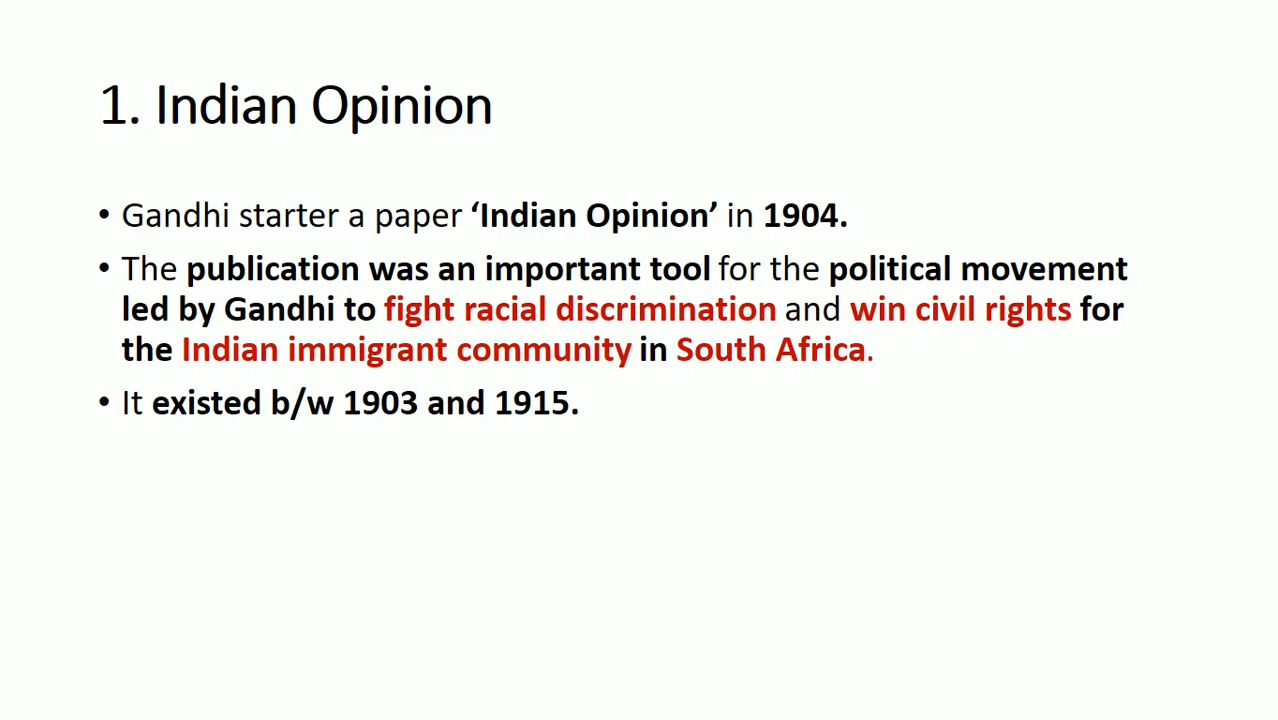 1. Indian Opinion
• Gandhi starter a paper ‘Indian Opinion’ in 1904.
• The publication was an important tool for the political movement
led by Gandhi to fight racial discrimination and win civil rights for
the Indian immigrant community in South Africa.
• It existed b/w 1903 and 1915.